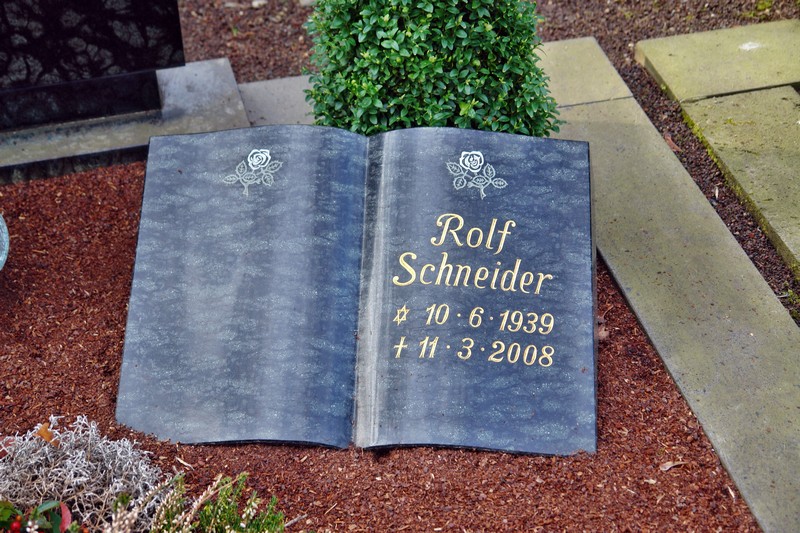 Rolf
Schneider
✡ 10·6·1939
† 11·3·2008